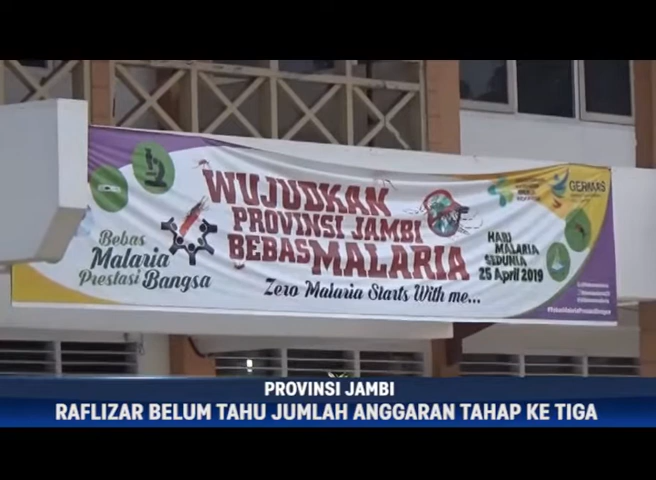 WUJUDKAN
PROVINSI JAMBI
BEBAS MALARIA
Zero Malaria Starts With me...
Bebas
Malaria
Prestasi Bangsa
GERMAS
HARI
MALARIA
SEDUNIA
25 April 2019
PROVINSI JAMBI
RAFLIZAR BELUM TAHU JUMLAH ANGGARAN TAHAP KE TIGA